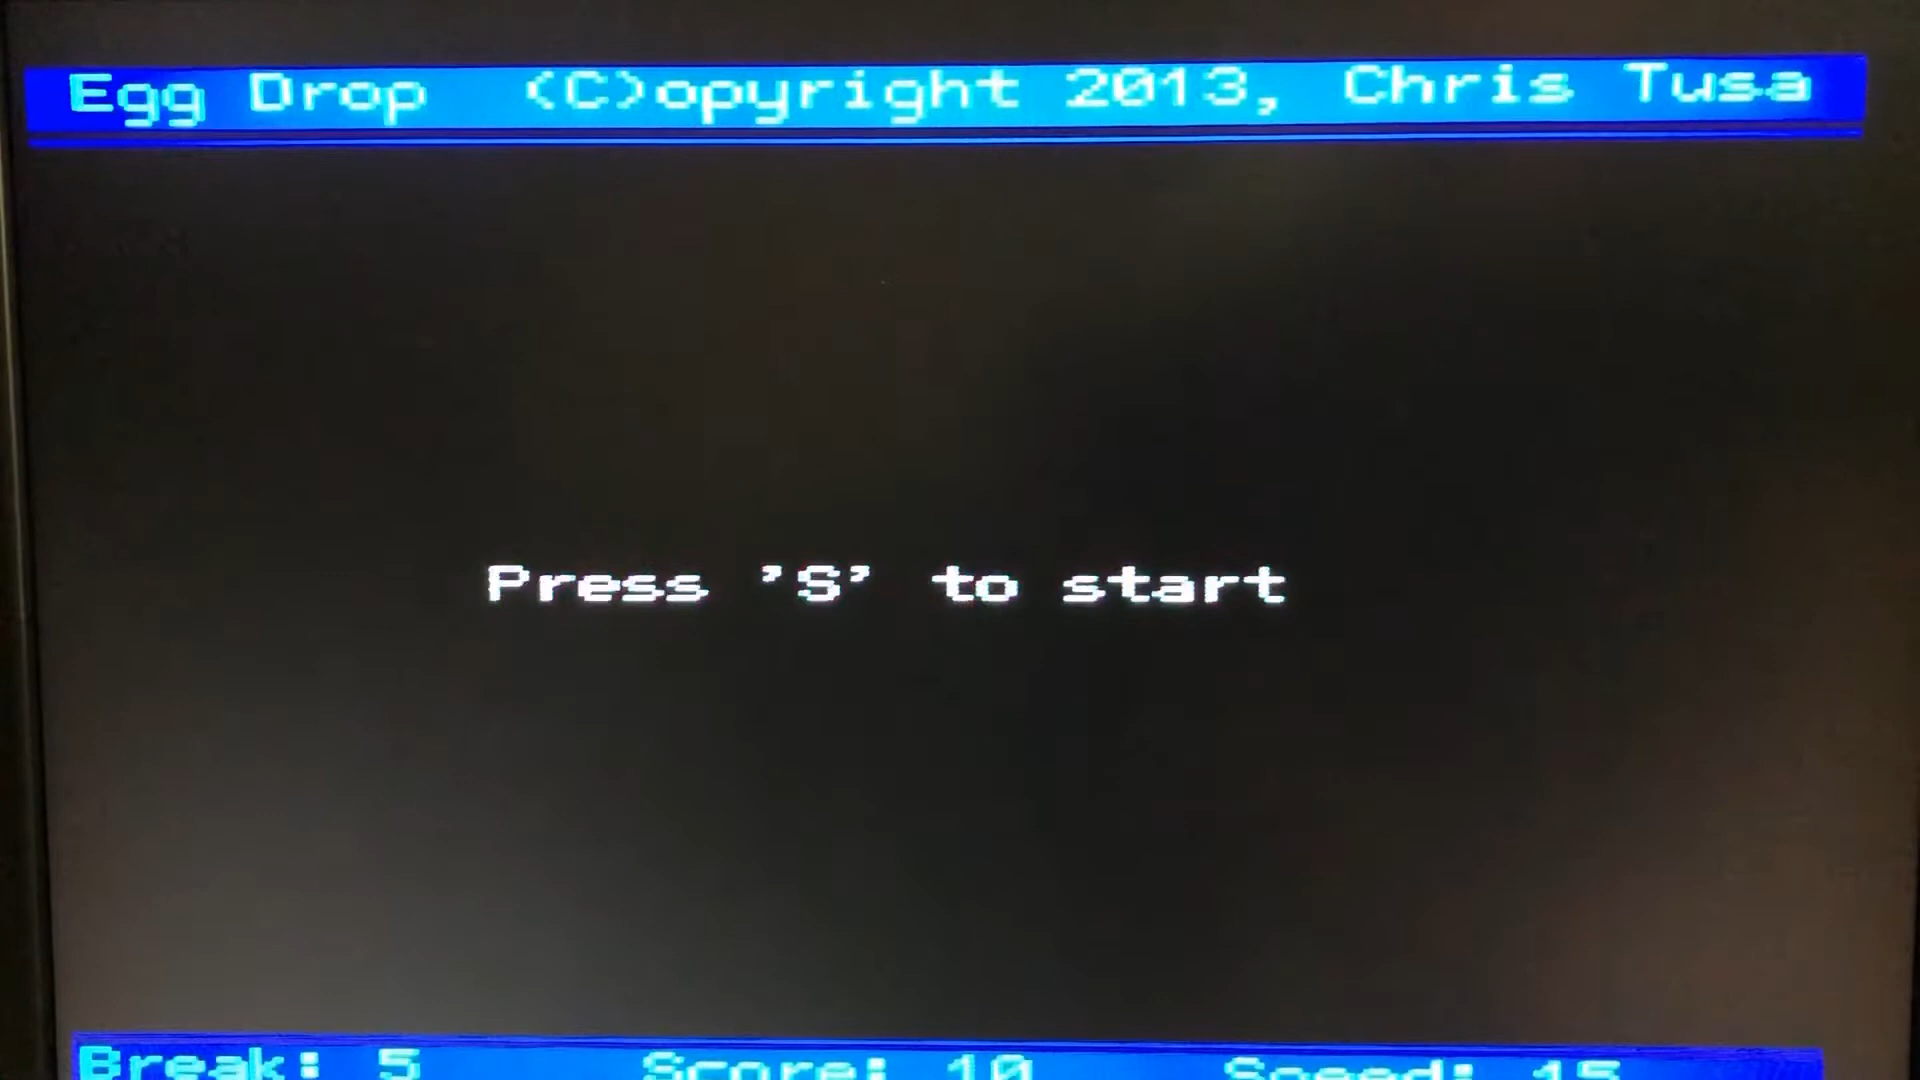 Egg Drop (C)opyright 2013, Chris Tusa
Press 'S' to start
Break: 5 Score: 10 Speed: 15